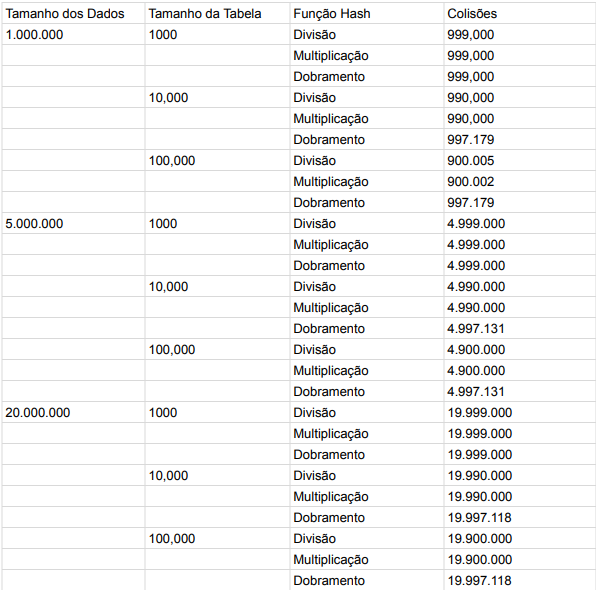 Tamanho dos Dados Tamanho da Tabela Função Hash Colisões
1.000.000 1000 Divisão 999,000
Multiplicação 999,000
Dobramento 999,000
10,000 Divisão 990,000
Multiplicação 990,000
Dobramento 997.179
100,000 Divisão 900.005
Multiplicação 900.002
Dobramento 997.179
5.000.000 1000 Divisão 4.999.000
Multiplicação 4.999.000
Dobramento 4.999.000
10,000 Divisão 4.990.000
Multiplicação 4.990.000
Dobramento 4.997.131
100,000 Divisão 4.900.000
Multiplicação 4.900.000
Dobramento 4.997.131
20.000.000 1000 Divisão 19.999.000
Multiplicação 19.999.000
Dobramento 19.999.000
10,000 Divisão 19.990.000
Multiplicação 19.990.000
Dobramento 19.997.118
100,000 Divisão 19.900.000
Multiplicação 19.900.000
Dobramento 19.997.118